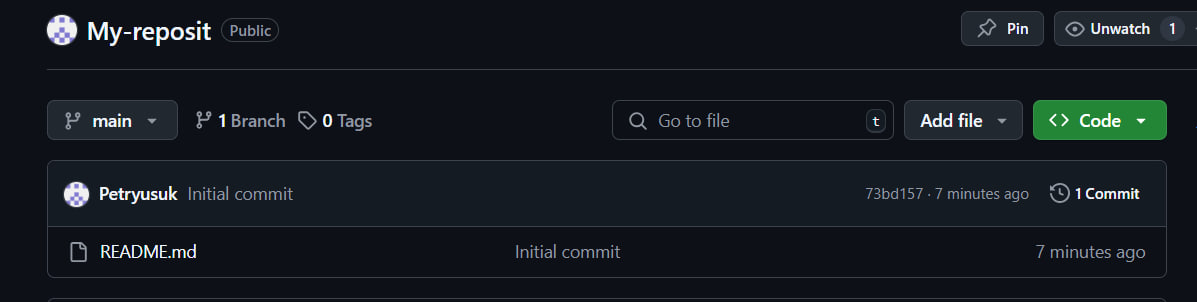 My-reposit Public Pin Unwatch 1
main 1 Branch 0 Tags Go to file t Add file Code
Petryusuk Initial commit 73bd157 · 7 minutes ago 1 Commit
README.md Initial commit 7 minutes ago